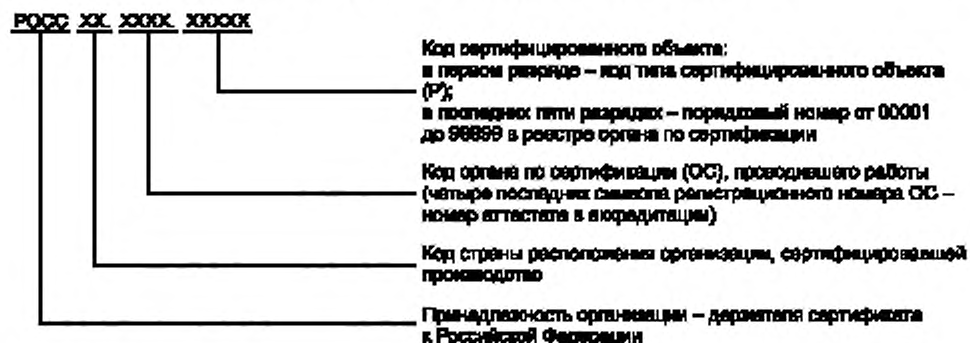 РОСС XX XXXX XXXXX
Код сертифицированного объекта:
в первом разряде – код типа сертифицированного объекта
(Р);
в последних пяти разрядах – порядковый номер от 00001
до 99999 в реестре органа по сертификации
Код органа по сертификации (ОС), проводившего работы
(четыре последних символа регистрационного номера ОС –
номер аттестата в аккредитации)
Код страны расположения организации, сертифицировавшей
производство
Принадлежность организации – держателя сертификата
к Российской Федерации